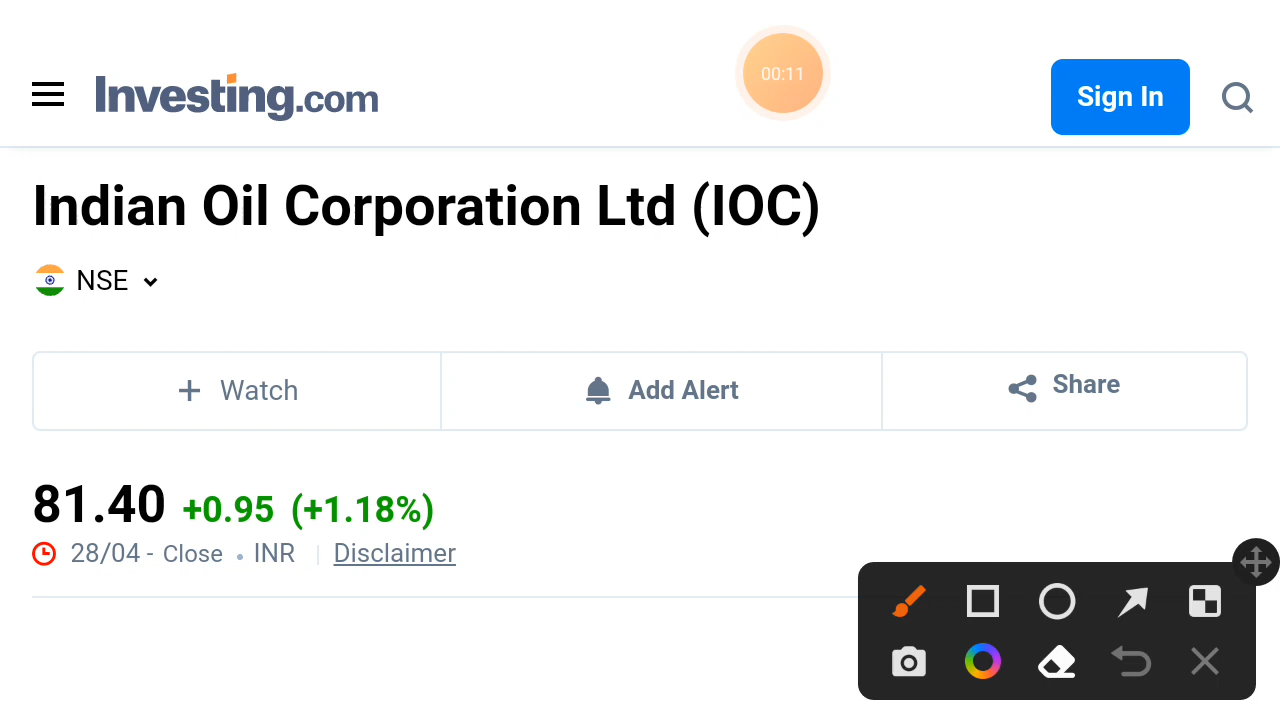 00:11
Investing.com
Sign In
Indian Oil Corporation Ltd (IOC)
NSE
Watch
Add Alert
Share
81.40 +0.95 (+1.18%)
28/04 - Close • INR | Disclaimer